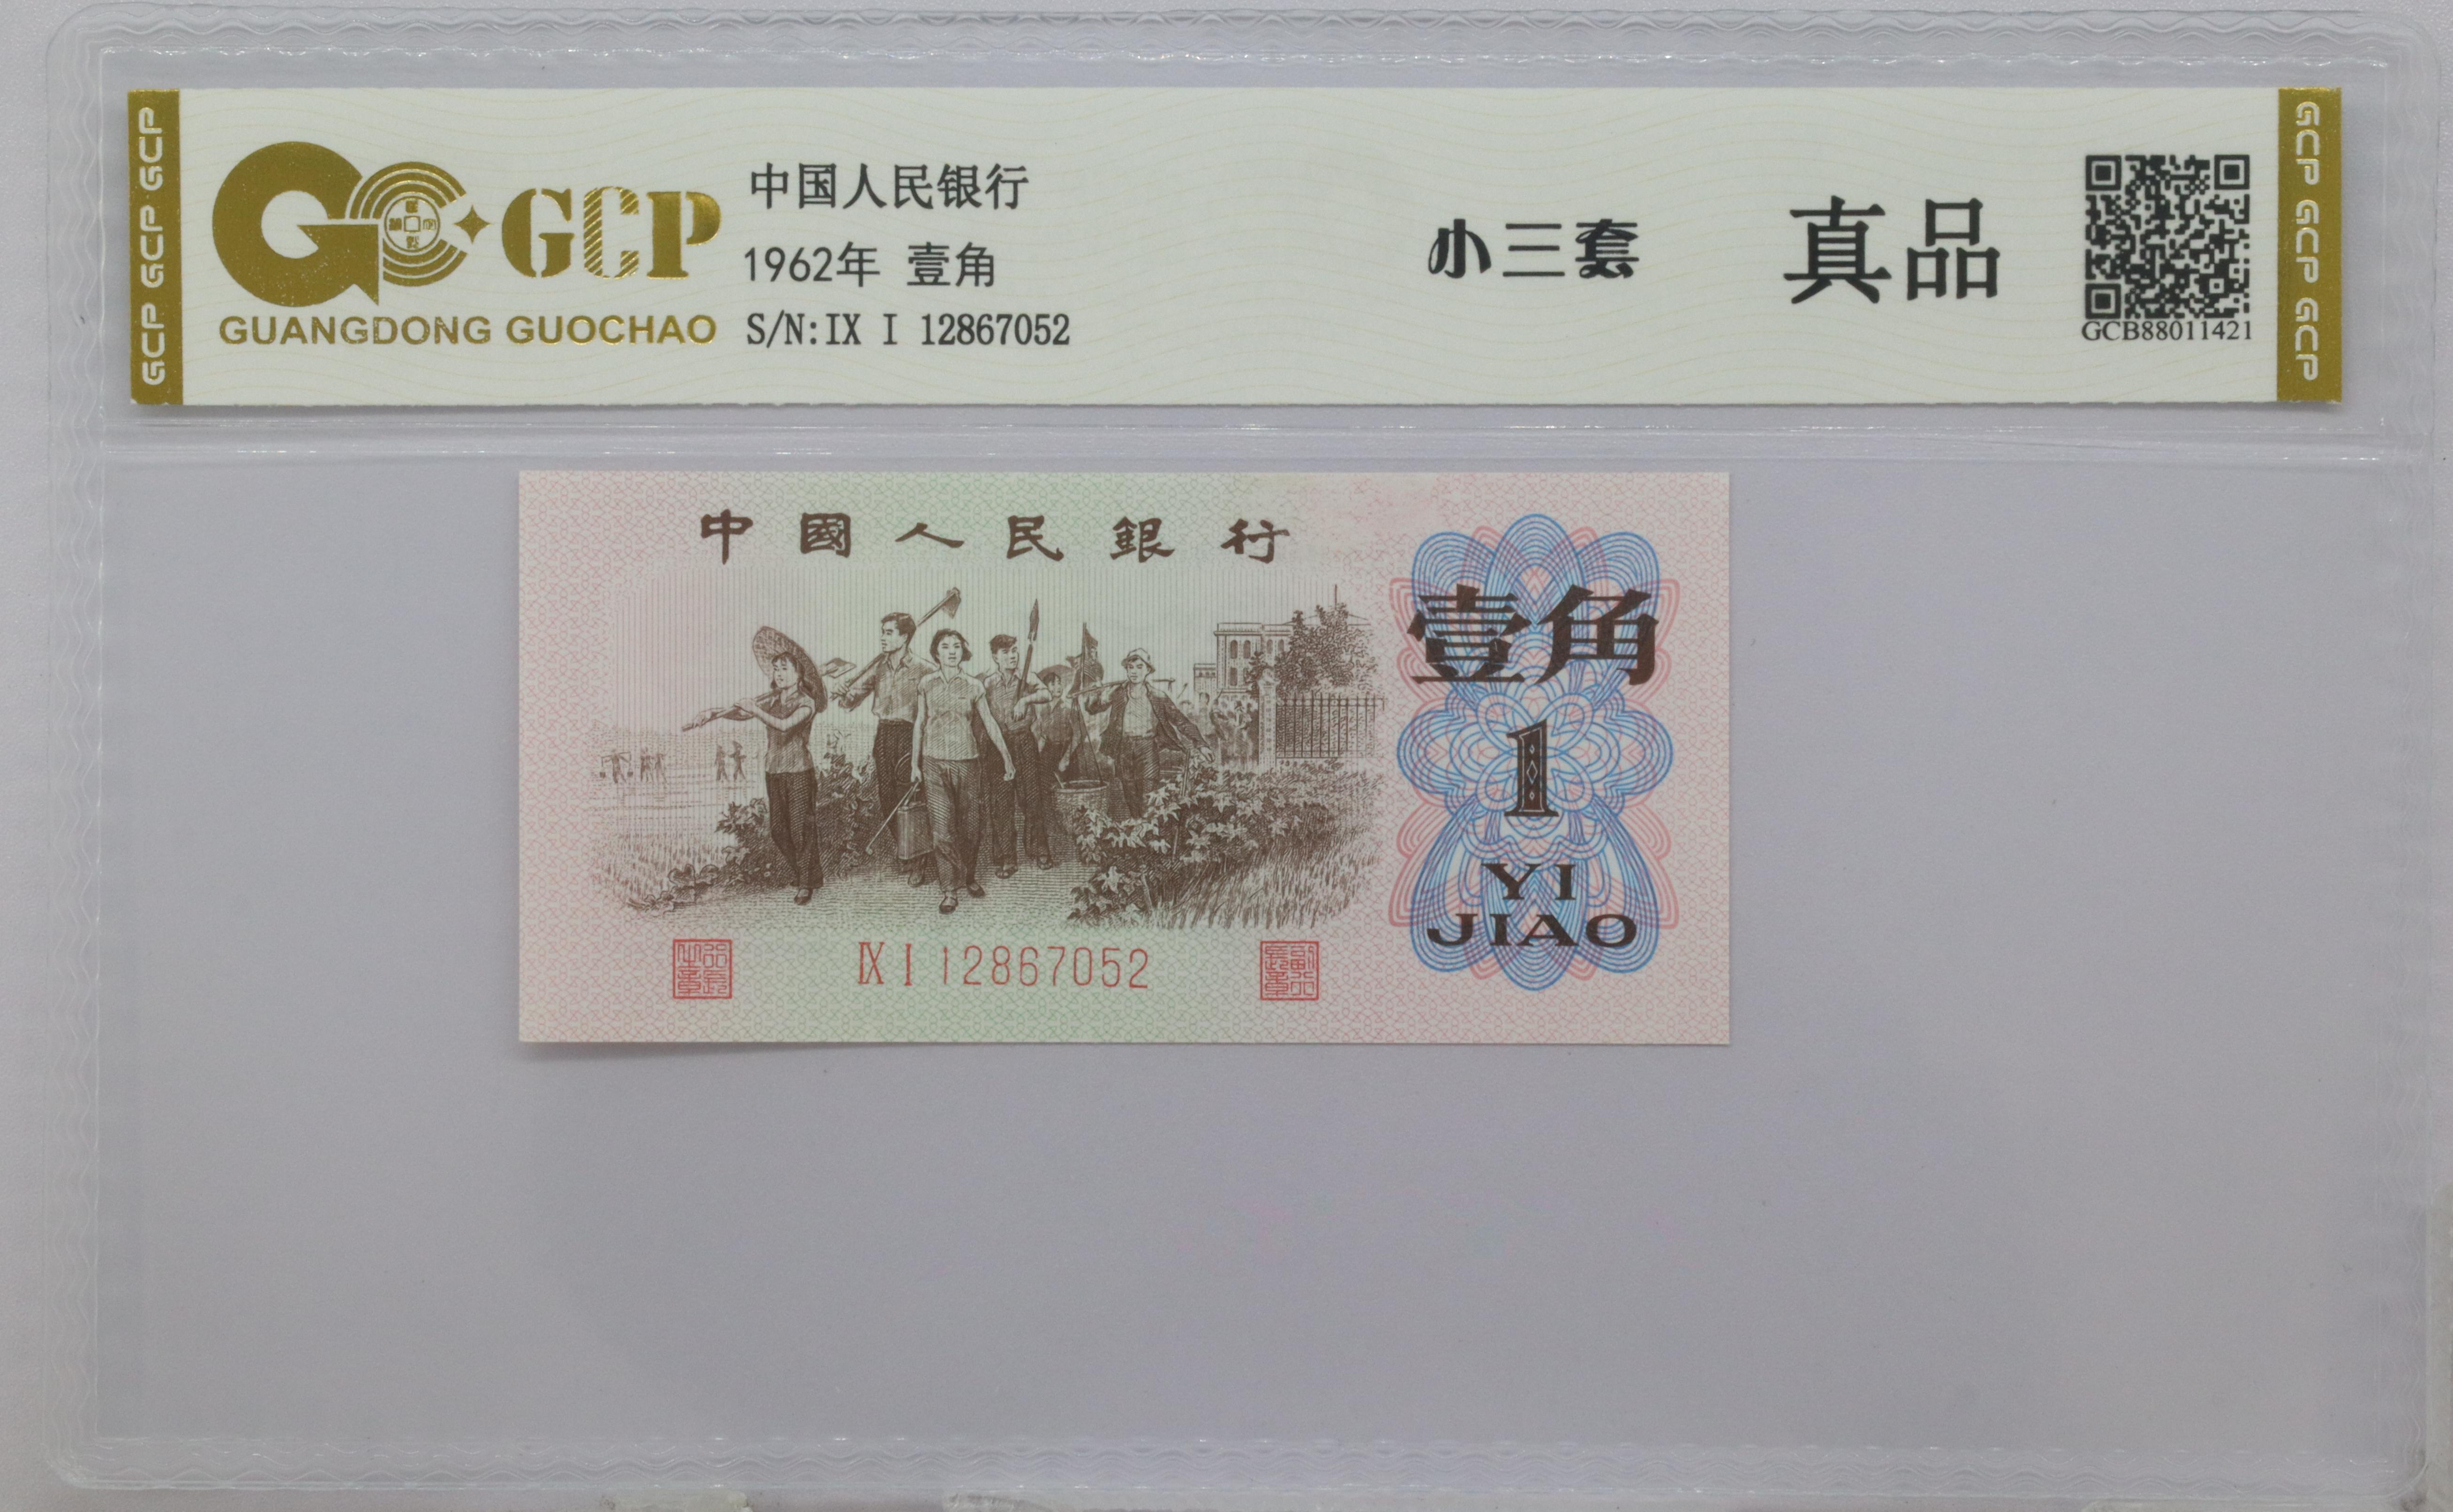 GCP GCP GCP
GCP
GUANGDONG GUOCHAO
中国人民银行
1962年 壹角
S/N:IX I 12867052
小三套
真品
GCB88011421
GCP GCP GCP
中國人民銀行
壹角
1
YI
JIAO
IX I 12867052